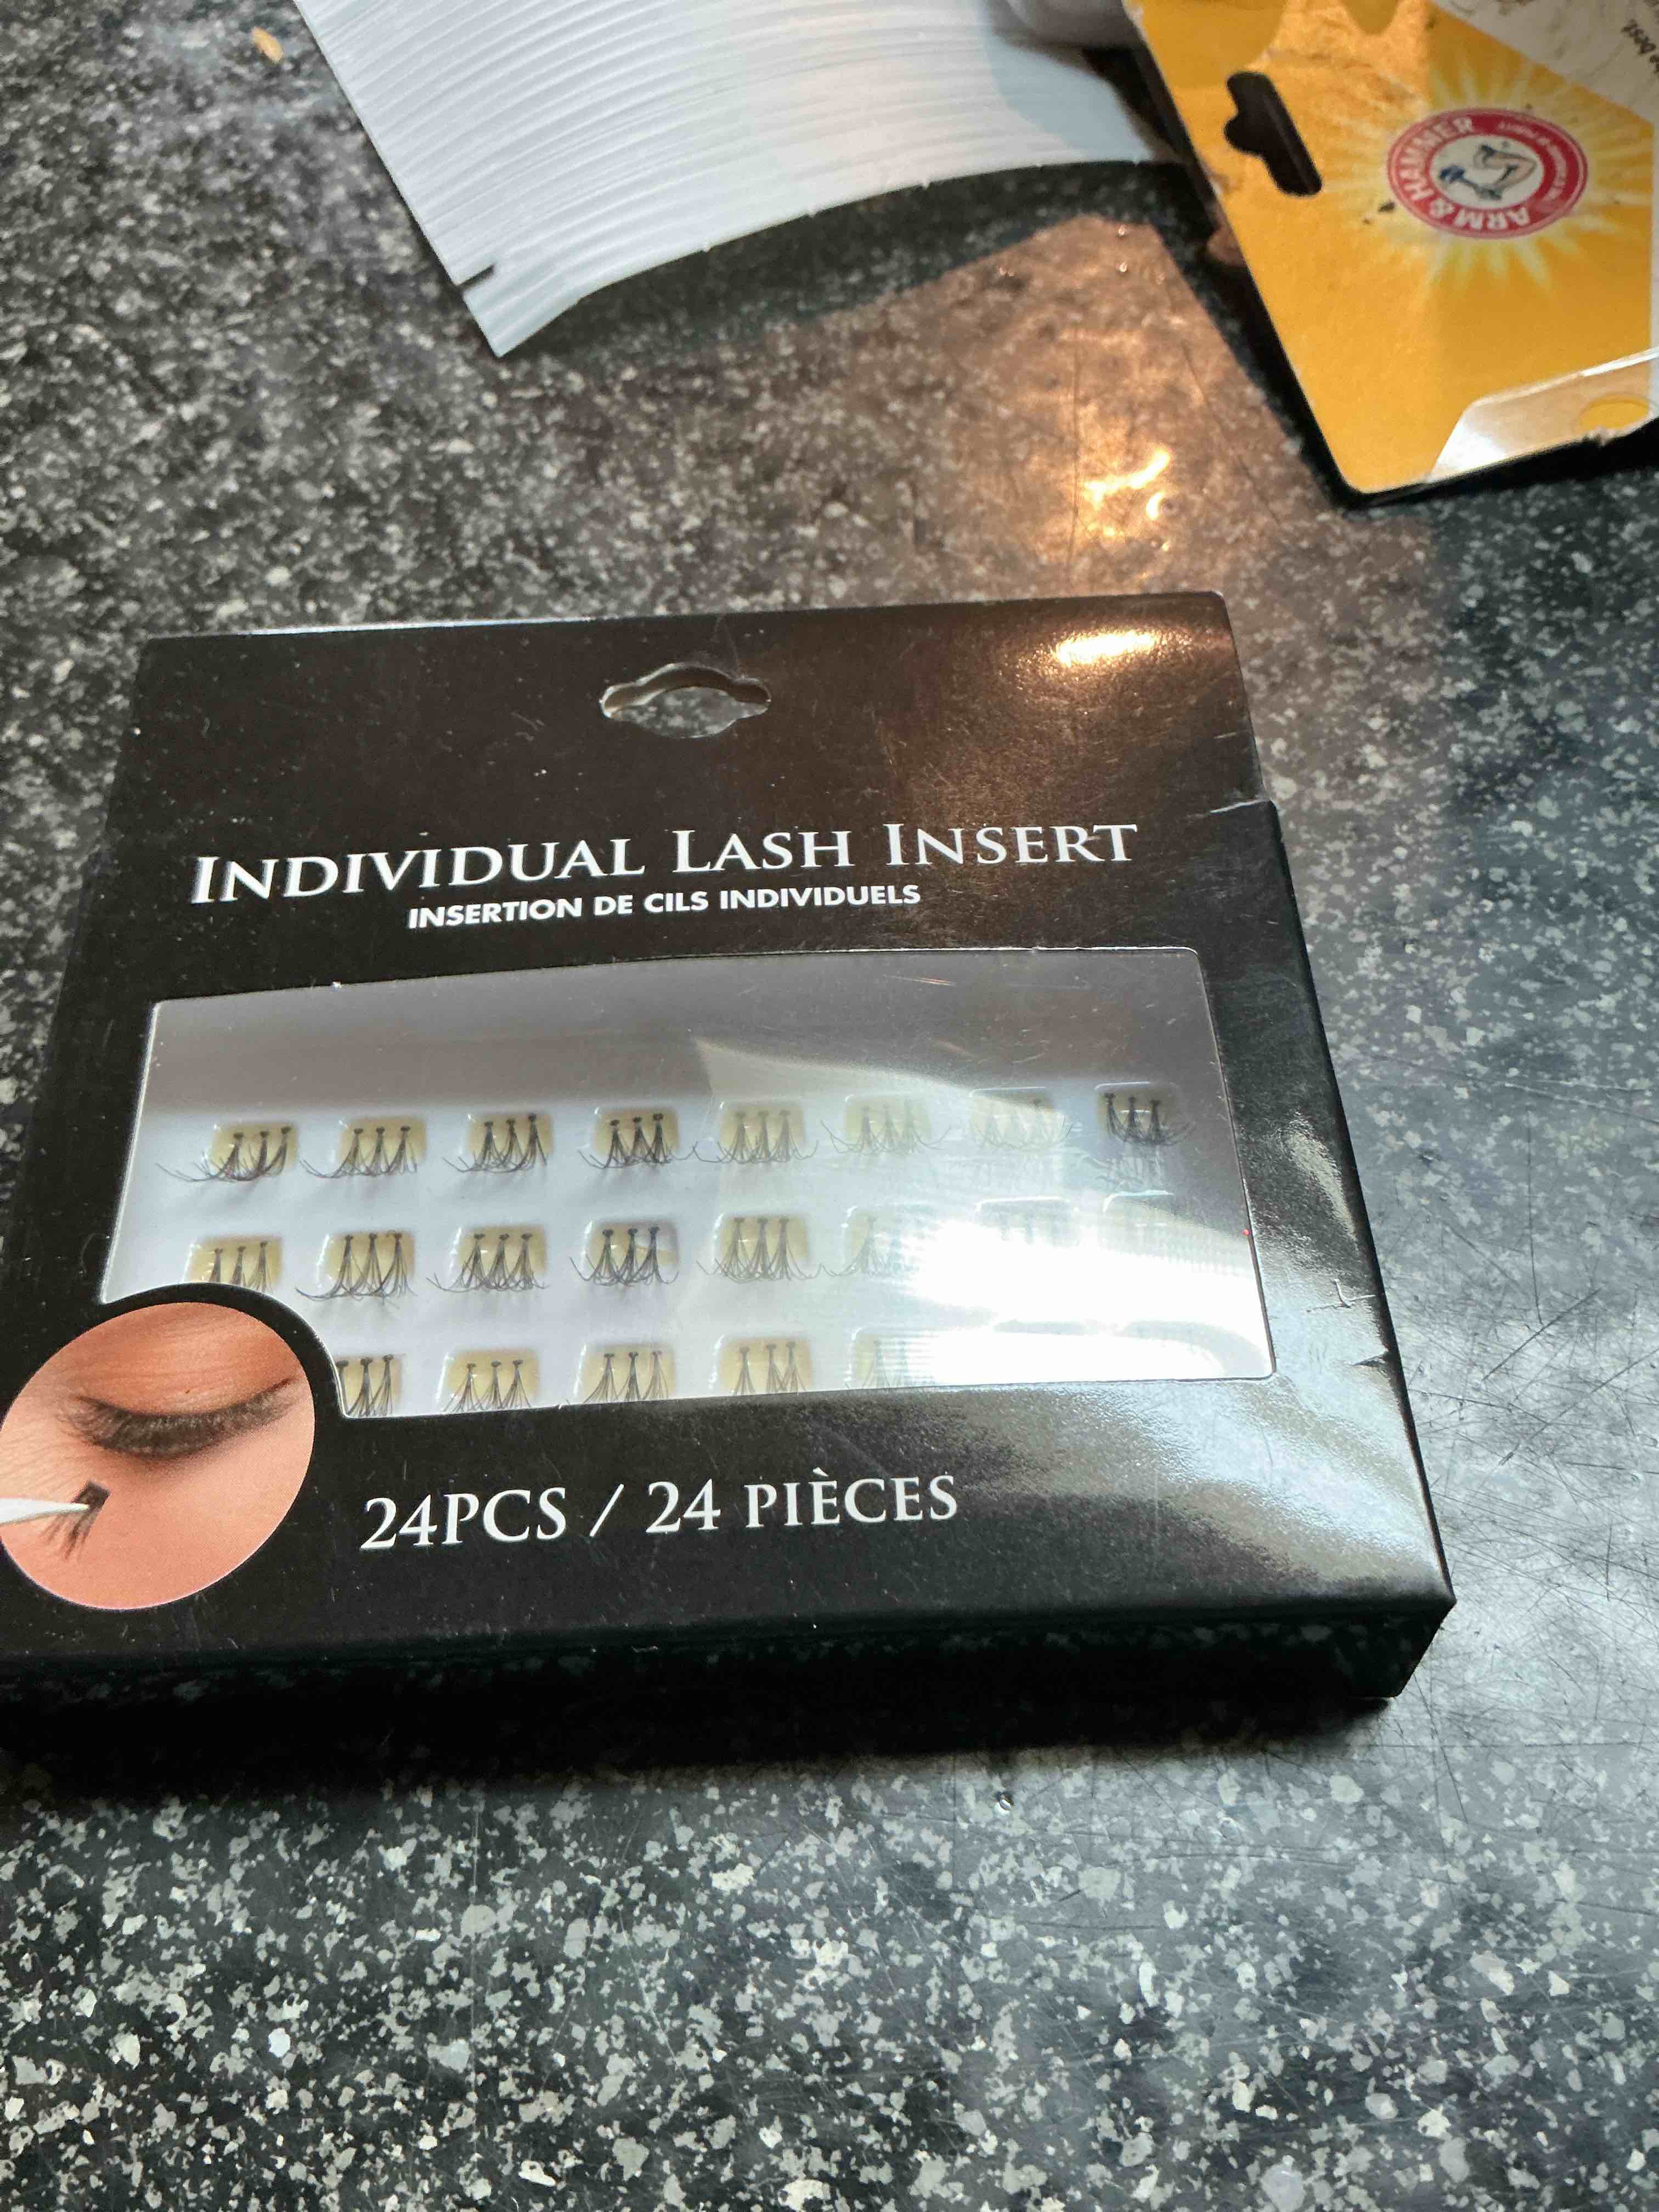 ARM & HAMMER
INDIVIDUAL LASH INSERT
INSERTION DE CILS INDIVIDUELS
24PCS / 24 PIÈCES